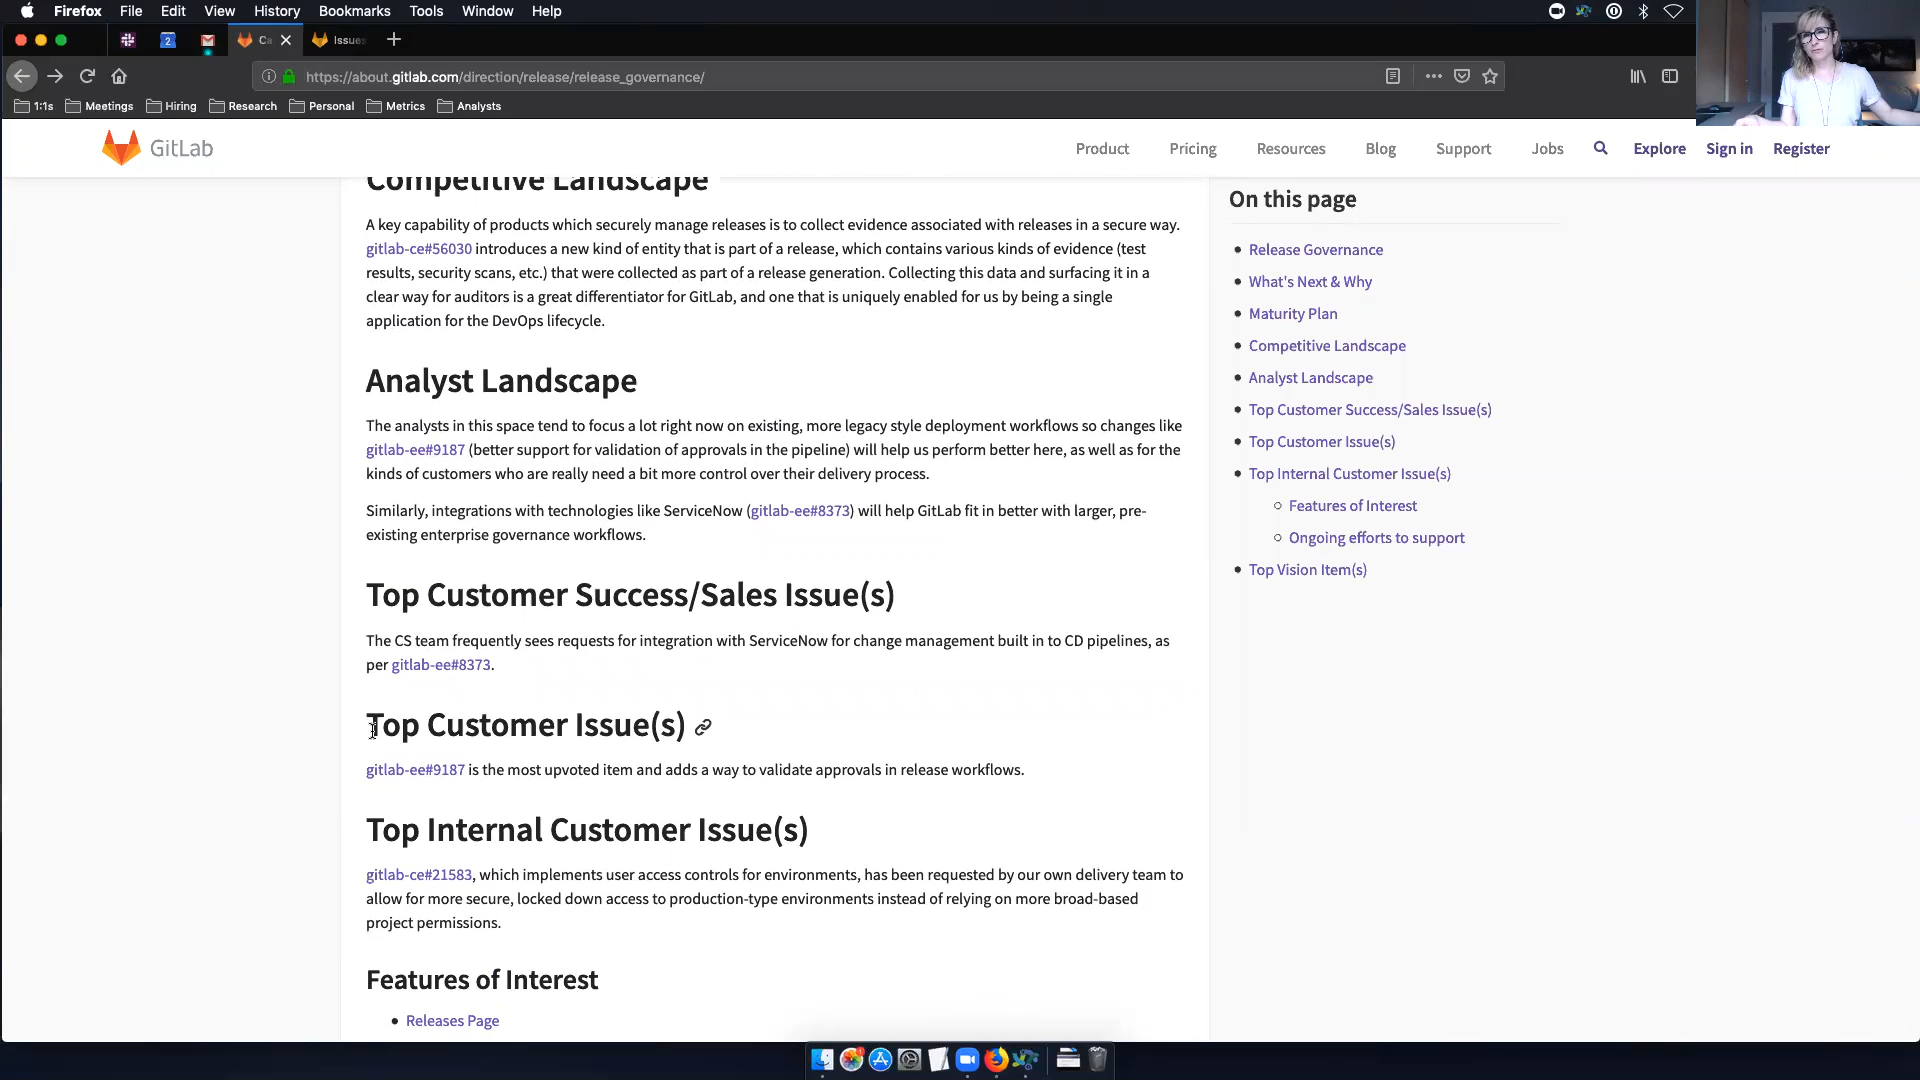 Firefox File Edit View History Bookmarks Tools Window Help
2 Ca Issues
https://about.gitlab.com/direction/release/release_governance/
1:1s Meetings Hiring Research Personal Metrics Analysts
GitLab Product Pricing Resources Blog Support Jobs Explore Sign in Register
Competitive Landscape
A key capability of products which securely manage releases is to collect evidence associated with releases in a secure way.
gitlab-ce#56030 introduces a new kind of entity that is part of a release, which contains various kinds of evidence (test
results, security scans, etc.) that were collected as part of a release generation. Collecting this data and surfacing it in a
clear way for auditors is a great differentiator for GitLab, and one that is uniquely enabled for us by being a single
application for the DevOps lifecycle.
Analyst Landscape
The analysts in this space tend to focus a lot right now on existing, more legacy style deployment workflows so changes like
gitlab-ee#9187 (better support for validation of approvals in the pipeline) will help us perform better here, as well as for the
kinds of customers who are really need a bit more control over their delivery process.
Similarly, integrations with technologies like ServiceNow (gitlab-ee#8373) will help GitLab fit in better with larger, pre-
existing enterprise governance workflows.
Top Customer Success/Sales Issue(s)
The CS team frequently sees requests for integration with ServiceNow for change management built in to CD pipelines, as
per gitlab-ee#8373.
Top Customer Issue(s)
gitlab-ee#9187 is the most upvoted item and adds a way to validate approvals in release workflows.
Top Internal Customer Issue(s)
gitlab-ce#21583, which implements user access controls for environments, has been requested by our own delivery team to
allow for more secure, locked down access to production-type environments instead of relying on more broad-based
project permissions.
Features of Interest
Releases Page
On this page
Release Governance
What's Next & Why
Maturity Plan
Competitive Landscape
Analyst Landscape
Top Customer Success/Sales Issue(s)
Top Customer Issue(s)
Top Internal Customer Issue(s)
Features of Interest
Ongoing efforts to support
Top Vision Item(s)